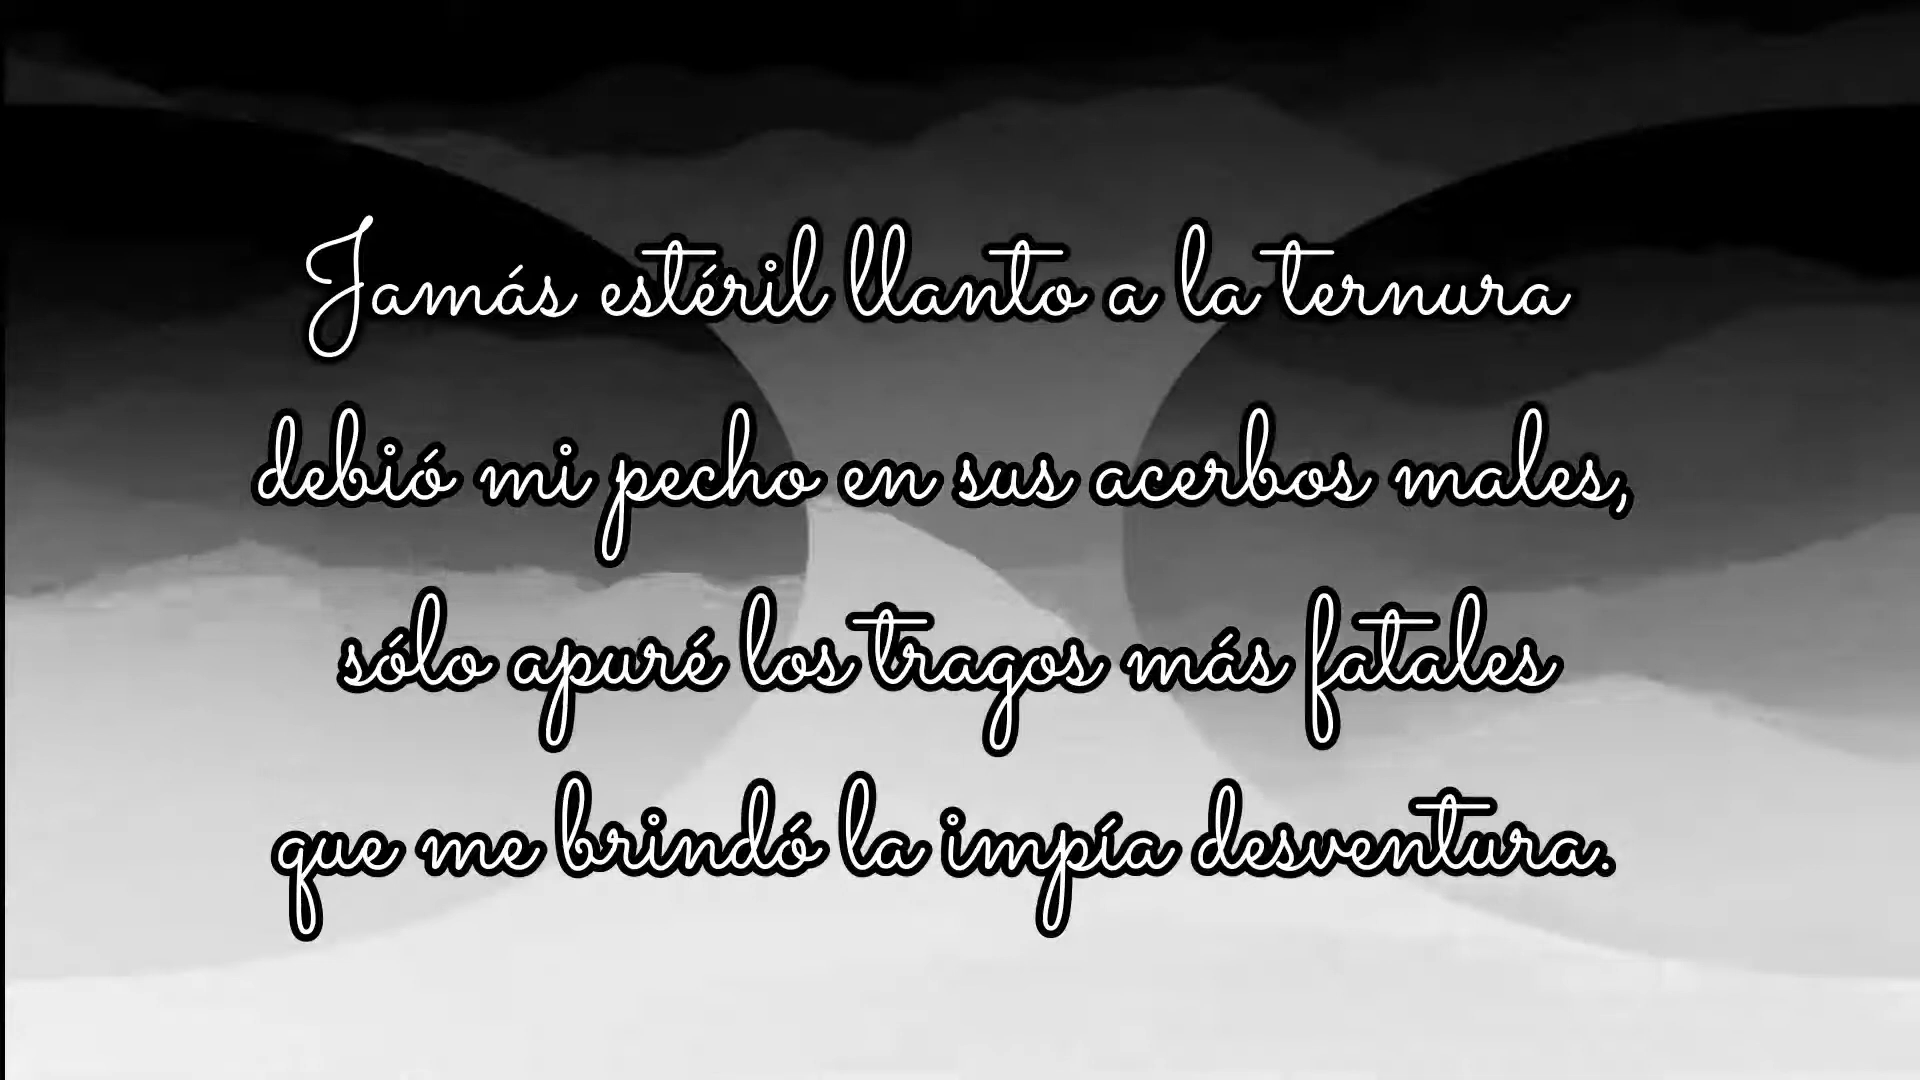 Jamás estéril llanto a la ternura
debió mi pecho en sus acerbos males,
sólo apuré los tragos más fatales
que me brindó la impía desventura.